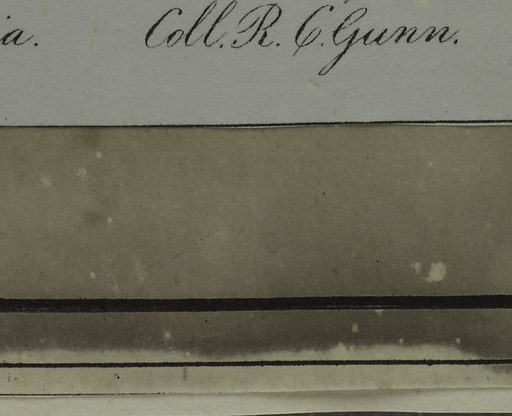 ia. Coll. R. C. Gunn.